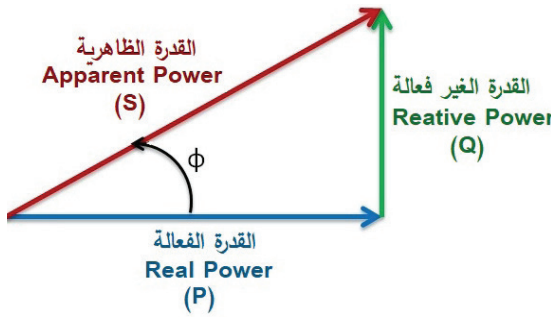 القدرة الظاهرية
Apparent Power
(S)
القدرة الغير فعالة
Reative Power
(Q)
ϕ
القدرة الفعالة
Real Power
(P)